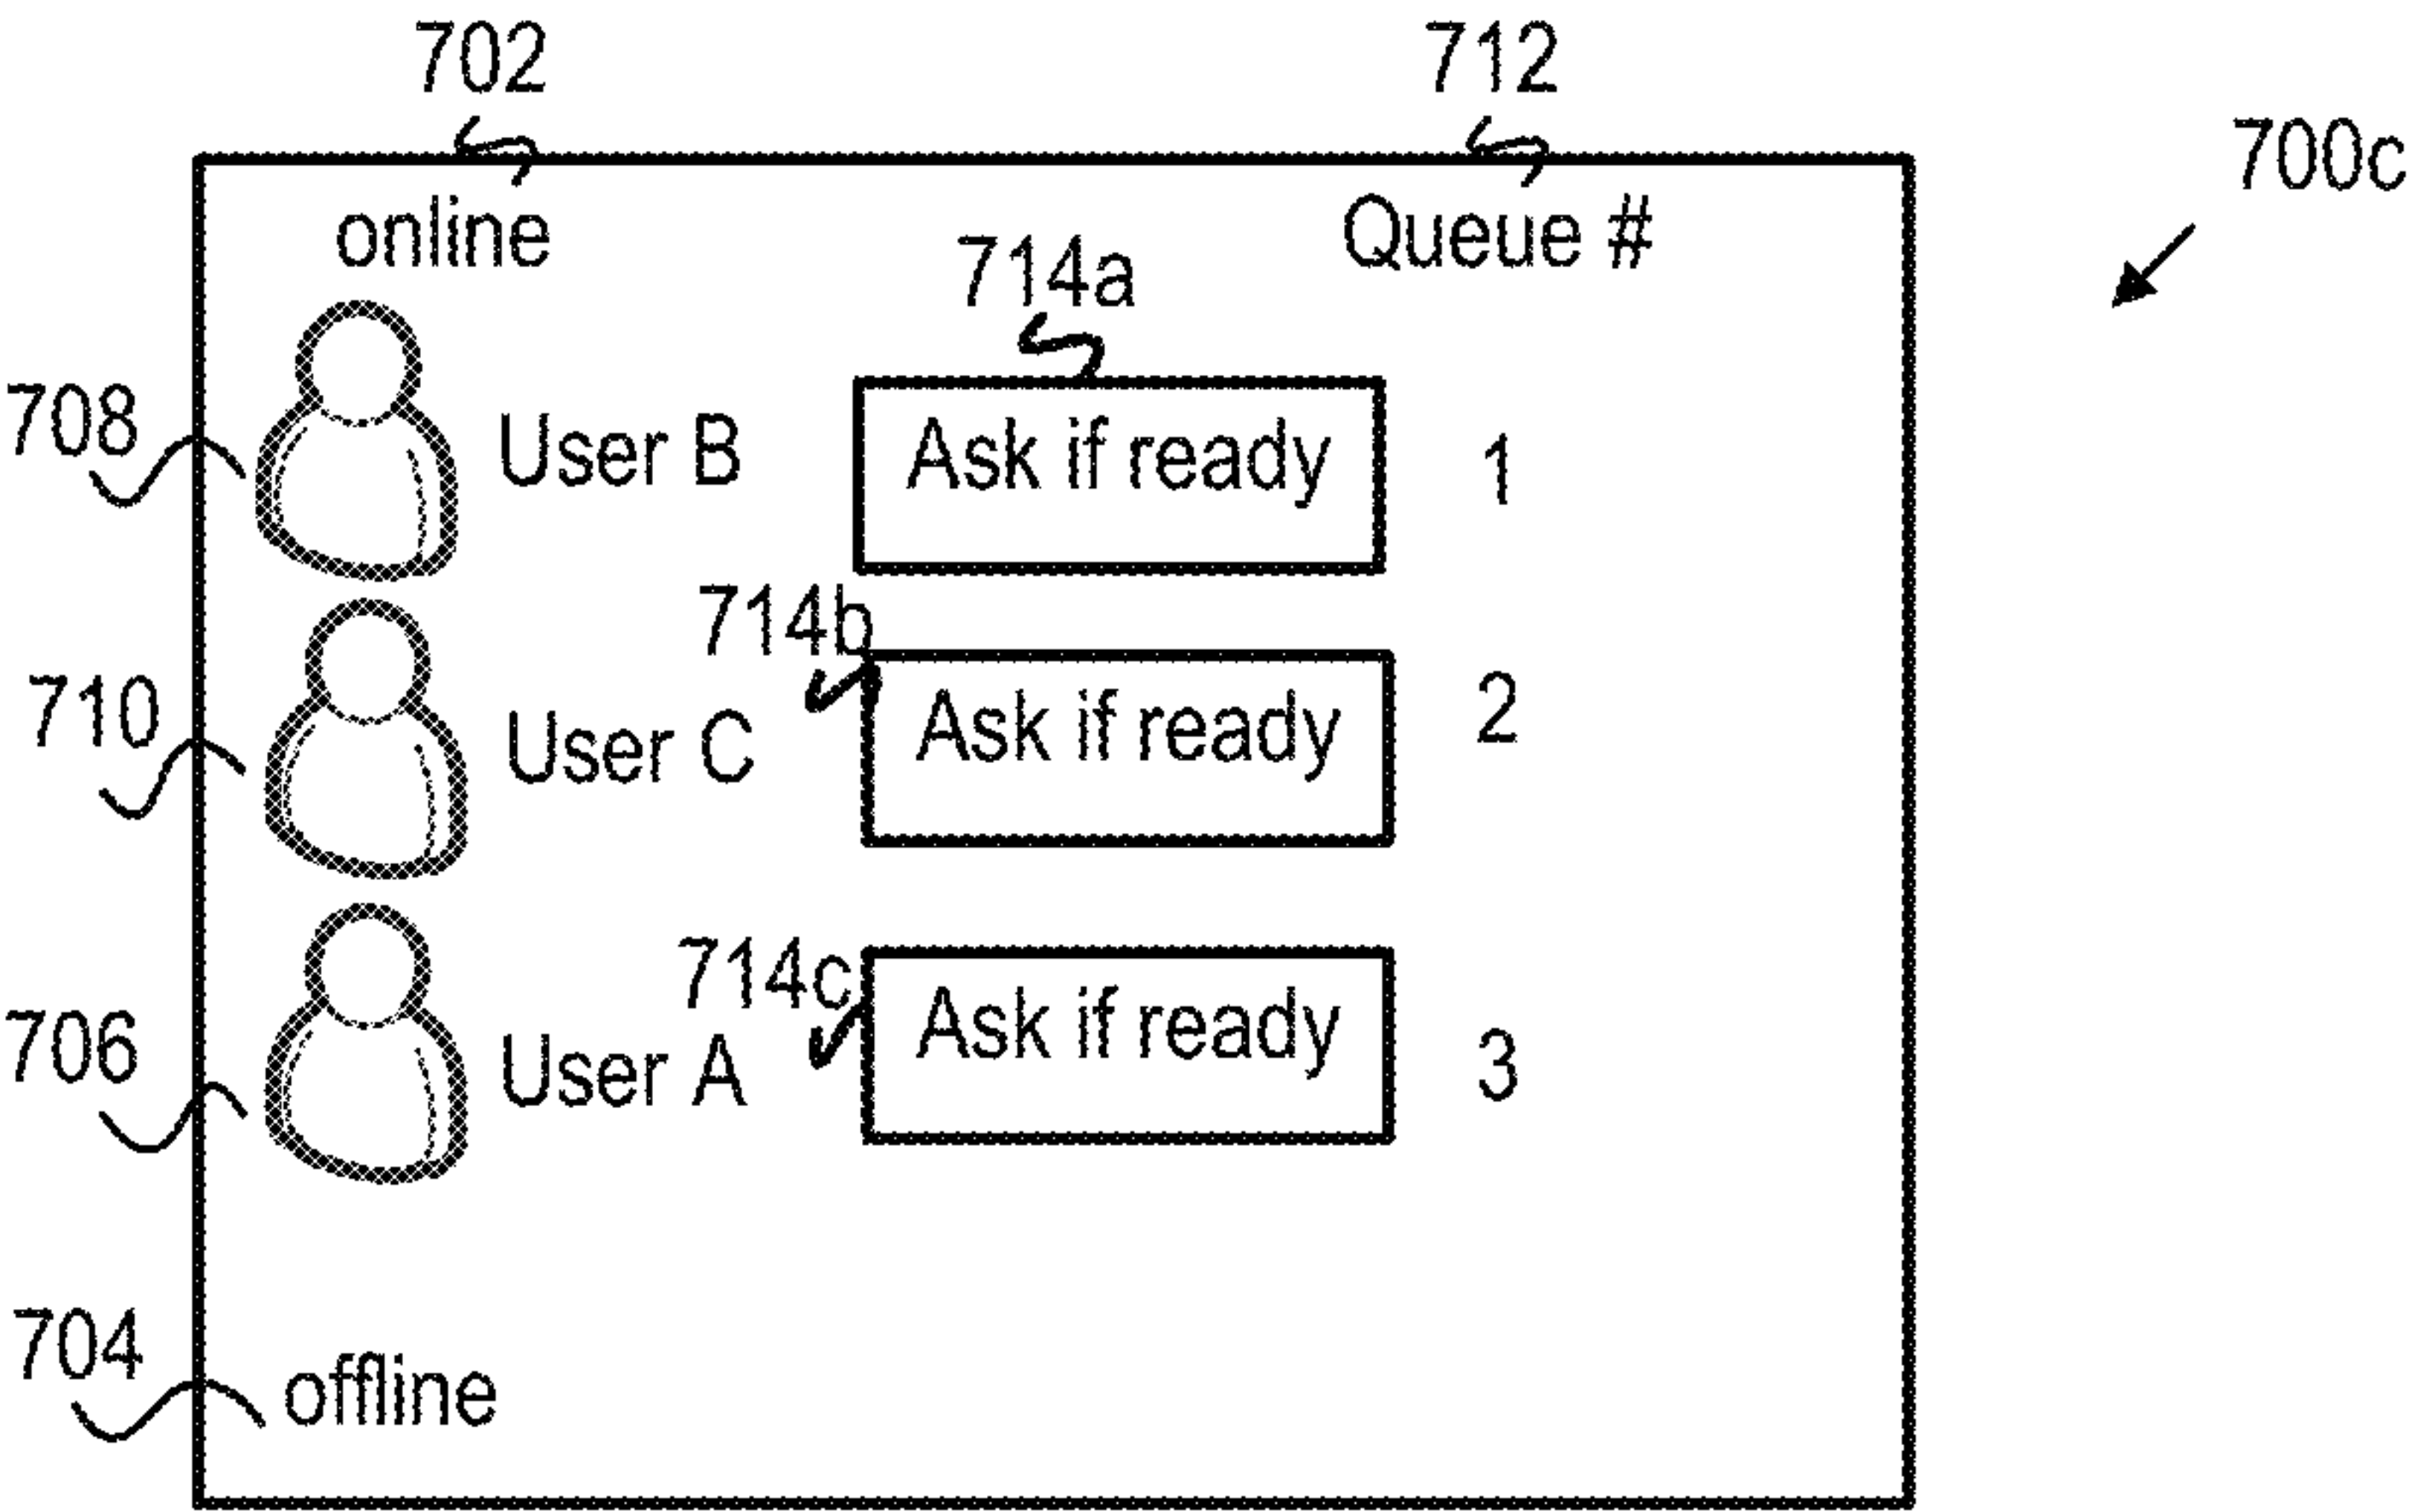 702 712
700c
online Queue #
714a
708 User B Ask if ready 1
714b
710 User C Ask if ready 2
714c
706 User A Ask if ready 3
704
offline